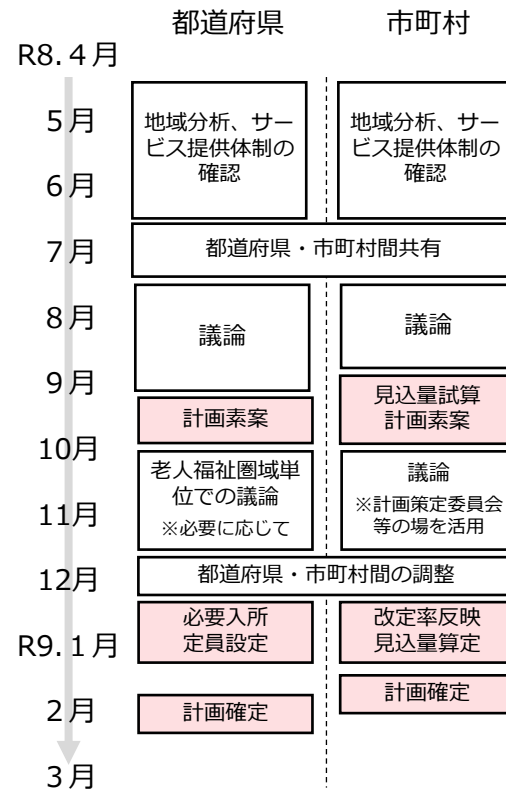 都道府県 市町村
R8.４月
5月
地域分析、サー
ビス提供体制の
確認
地域分析、サー
ビス提供体制の
確認
6月
7月
都道府県・市町村間共有
8月
議論
議論
9月
計画素案
見込量試算
計画素案
10月
老人福祉圏域単
位での議論
※必要に応じて
議論
※計画策定委員会
等の場を活用
11月
12月
都道府県・市町村間の調整
R9.１月
必要入所
定員設定
改定率反映
見込量算定
2月
計画確定
計画確定
3月